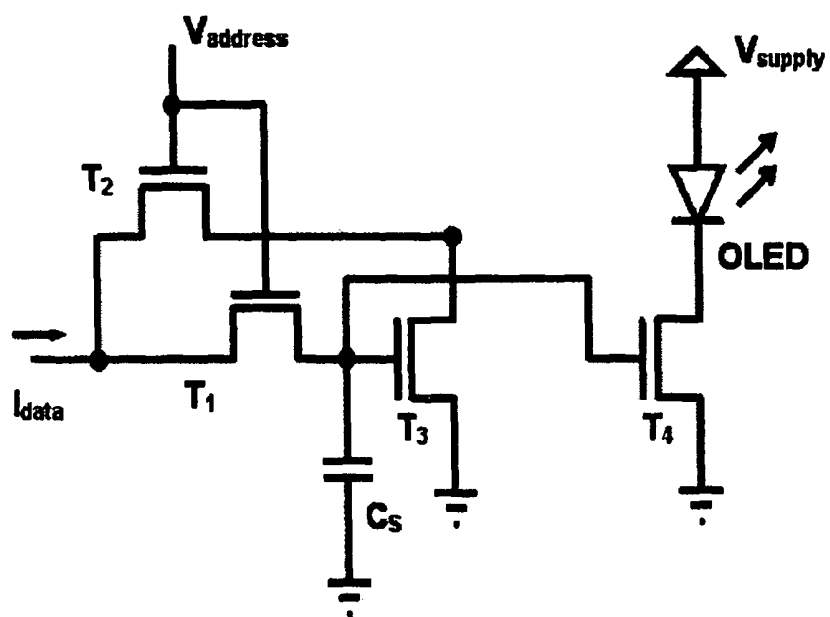 Vaddress
Vsupply
T2
OLED
Idata
T1
T3
T4
Cs